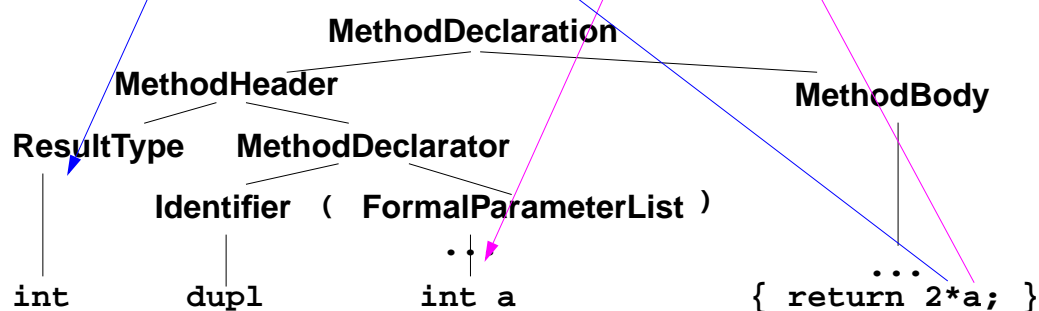 MethodDeclaration
MethodHeader
MethodBody
ResultType MethodDeclarator
Identifier ( FormalParameterList )
... ...
int dupl int a { return 2*a; }